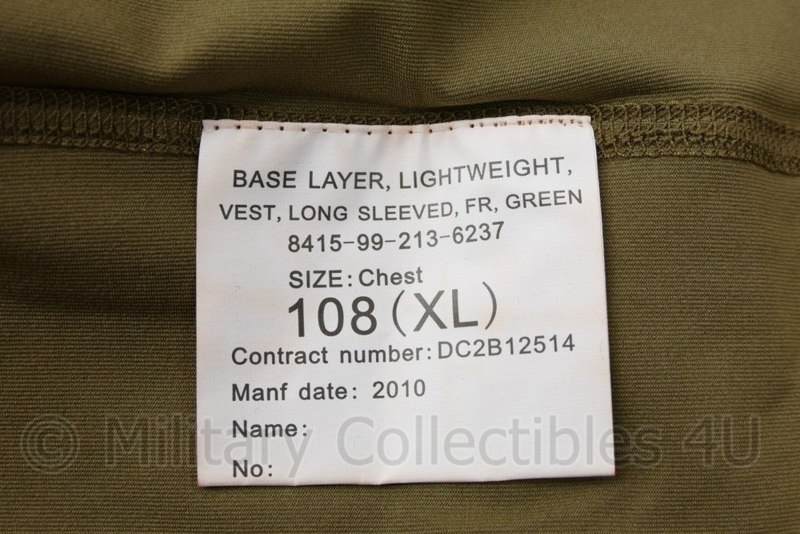 BASE LAYER, LIGHTWEIGHT,
VEST, LONG SLEEVED, FR, GREEN
8415-99-213-6237
SIZE: Chest
108 (XL)
Contract number: DC2B12514
Manf date: 2010
Name:
No:
© Military Collectibles 4U